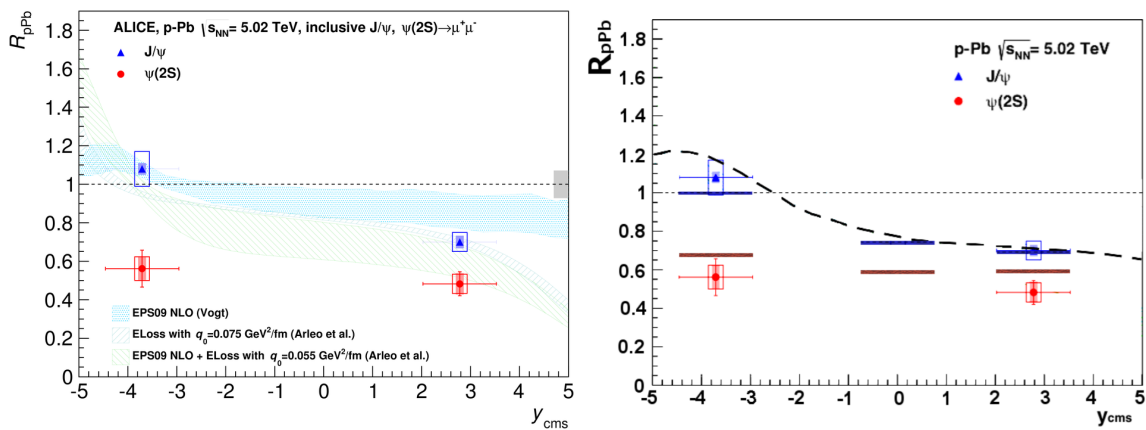 R_pPb
ALICE, p-Pb √s_NN= 5.02 TeV, inclusive J/ψ, ψ(2S)→μ⁺μ⁻
J/ψ
ψ(2S)
1.8
1.6
1.4
1.2
1
0.8
0.6
0.4
0.2
0
EPS09 NLO (Vogt)
ELoss with q₀=0.075 GeV²/fm (Arleo et al.)
EPS09 NLO + ELoss with q₀=0.055 GeV²/fm (Arleo et al.)
-5 -4 -3 -2 -1 0 1 2 3 4 5
y_cms
R_pPb
p-Pb √s_NN= 5.02 TeV
J/ψ
ψ(2S)
1.8
1.6
1.4
1.2
1
0.8
0.6
0.4
0.2
0
-5 -4 -3 -2 -1 0 1 2 3 4 5
y_cms